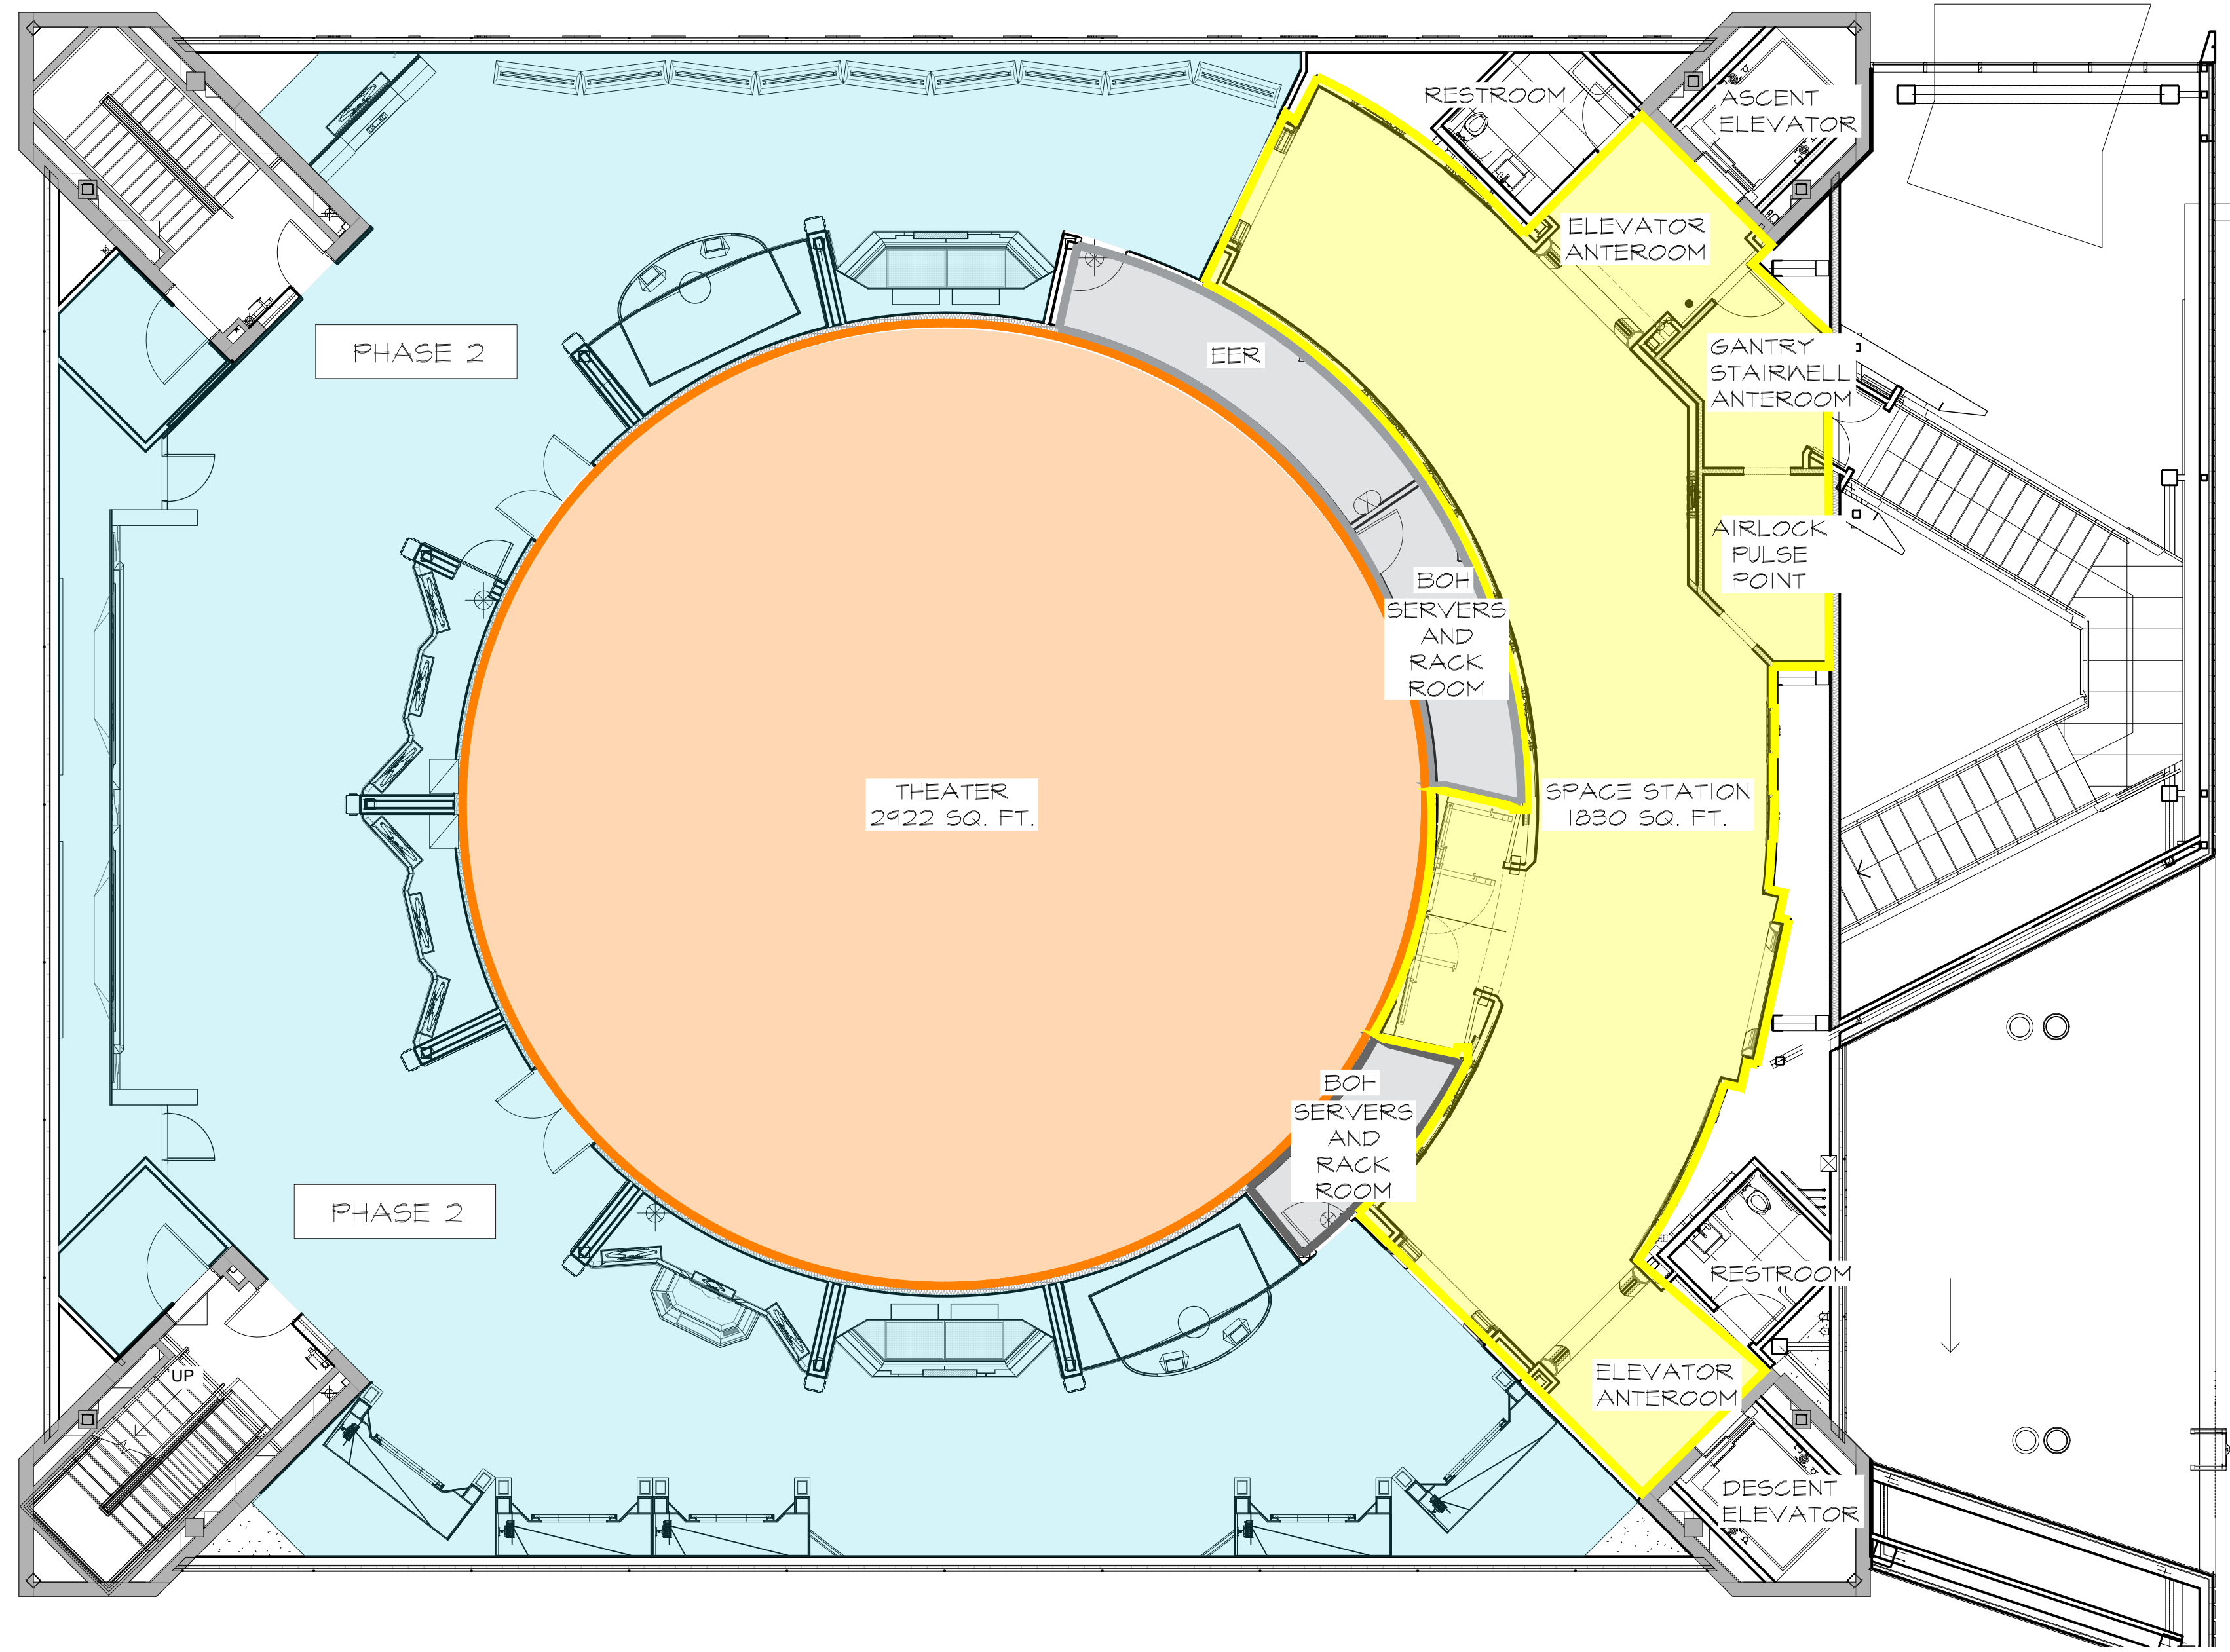 RESTROOM
ASCENT
ELEVATOR
ELEVATOR
ANTEROOM
PHASE 2
EER
GANTRY
STAIRWELL
ANTEROOM
AIRLOCK
PULSE
POINT
BOH
SERVERS
AND
RACK
ROOM
THEATER
2922 SQ. FT.
SPACE STATION
1830 SQ. FT.
BOH
SERVERS
AND
RACK
ROOM
PHASE 2
RESTROOM
UP
ELEVATOR
ANTEROOM
DESCENT
ELEVATOR